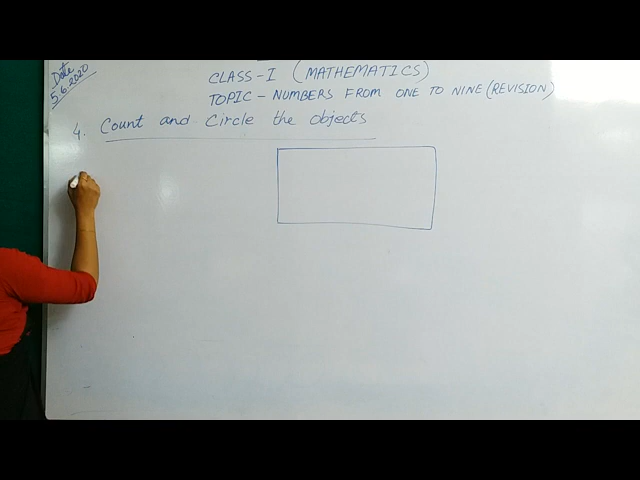 Date
5.6.2020
CLASS-I (MATHEMATICS)
TOPIC - NUMBERS FROM ONE TO NINE (REVISION)
4. Count and Circle the objects